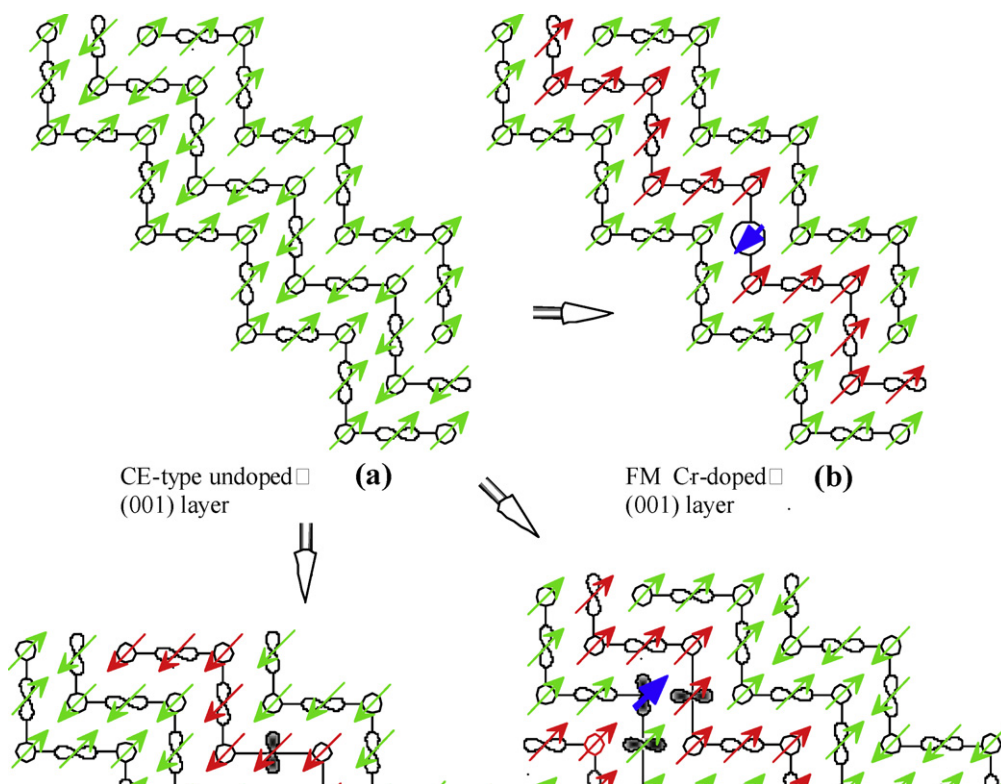 CE-type undoped□ (a)
(001) layer
FM Cr-doped□ (b)
(001) layer